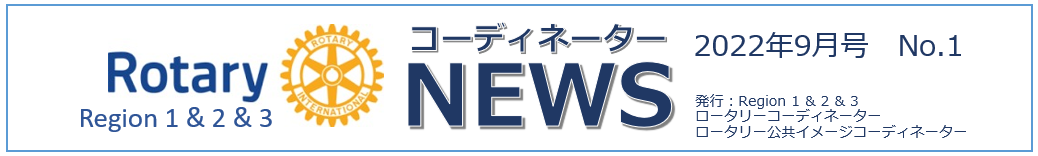 Rotary
ROTARY
INTERNATIONAL
Region 1 & 2 & 3
コーディネーター
NEWS
2022年9月号　No.1
発行：Region 1 & 2 & 3
ロータリーコーディネーター
ロータリー公共イメージコーディネーター